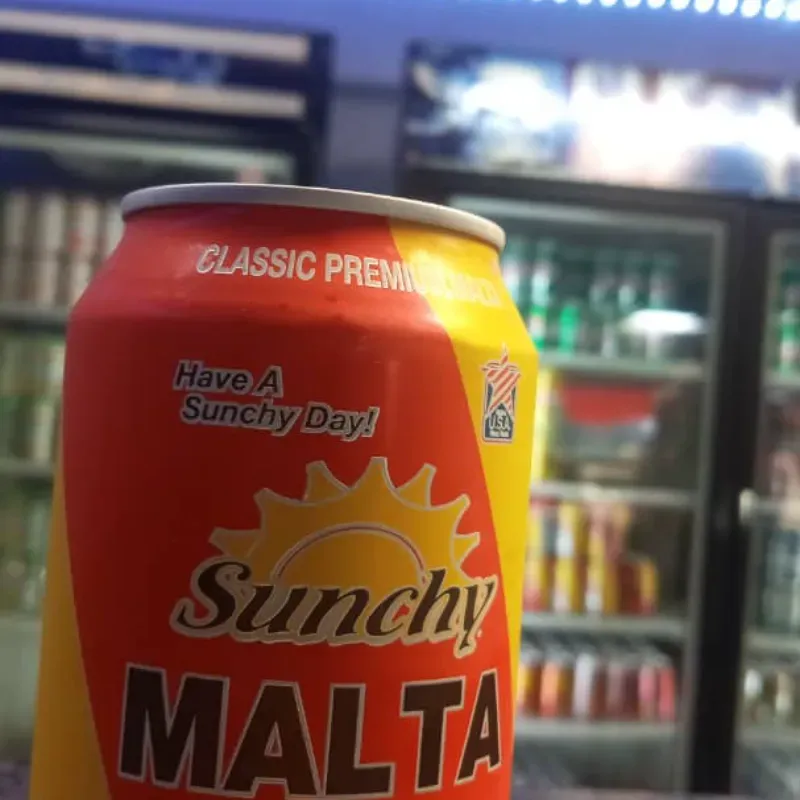 CLASSIC PREMIUM
Have A
Sunchy Day!
USA
Sunchy
MALTA